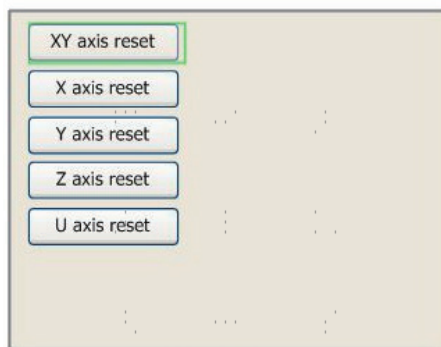 XY axis reset
X axis reset
Y axis reset
Z axis reset
U axis reset